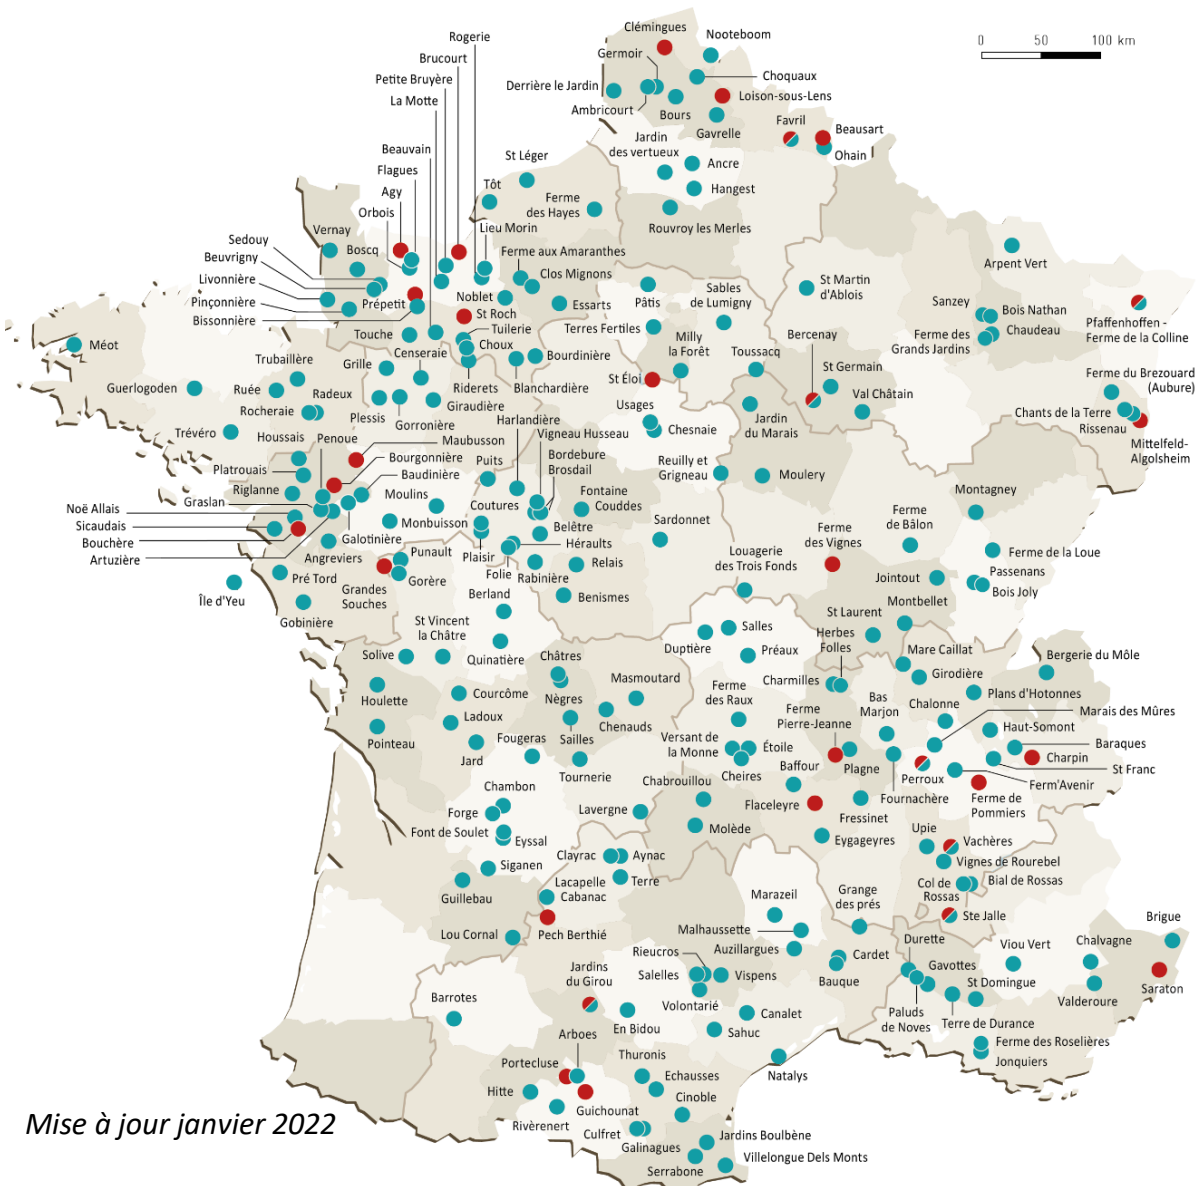 Clémingues
Nooteboom
Rogerie
Germoir
Brucourt
Choquaux
Petite Bruyère
Derrière le Jardin
Loison-sous-Lens
La Motte
Ambricourt
Bours
Gavrelle
Favril
Beausart
Ohain
Jardin
des vertueux
Beauvain
St Léger
Ancre
Flagues
Hangest
Agy
Tôt
Ferme
des Hayes
Orbois
Rouvroy les Merles
Vernay
Lieu Morin
Sedouy
Boscq
Ferme aux Amaranthes
Beuvrigny
Clos Mignons
Arpent Vert
Livonnière
Noblet
Essarts
Pâtis
Sables
de Lumigny
St Martin
d'Ablois
Pinçonnière
Prépetit
St Roch
Sanzey
Bois Nathan
Bissonnière
Tuilerie
Terres Fertiles
Milly
la Forêt
Bercenay
Chaudeau
Pfaffenhoffen -
Ferme de la Colline
Méot
Touche
Choux
Ferme des
Grands Jardins
Trubaillère
Censeraie
Bourdinière
Toussacq
Grille
St Éloi
St Germain
Ferme du Brezouard
(Aubure)
Guerlogoden
Ruée
Radeux
Riderets
Blanchardière
Val Châtain
Rocheraie
Plessis
Giraudière
Usages
Jardin
du Marais
Chants de la Terre
Gorronière
Harlandière
Chesnaie
Rissenau
Trévéro
Houssais
Penoue
Maubusson
Vigneau Husseau
Mittelfeld-
Algolsheim
Bourgonnière
Puits
Bordebure
Reuilly et
Grigneau
Platrouais
Baudinière
Brosdail
Moulery
Riglanne
Moulins
Fontaine
Couddes
Montagney
Graslan
Coutures
Noë Allais
Monbuisson
Belêtre
Sardonnet
Ferme
de Bâlon
Sicaudais
Galotinière
Héraults
Ferme
des Vignes
Bouchère
Angreviers
Punault
Plaisir
Louagerie
des Trois Fonds
Ferme de la Loue
Artuzière
Folie
Rabinière
Relais
Jointout
Passenans
Pré Tord
Gorère
Bois Joly
Île d'Yeu
Grandes
Souches
Berland
Benismes
Montbellet
Gobinière
St Vincent
la Châtre
St Laurent
Salles
Herbes
Folles
Duptière
Solive
Quinatière
Châtres
Préaux
Mare Caillat
Bergerie du Môle
Girodière
Masmoutard
Charmilles
Houlette
Courcôme
Ferme
des Raux
Bas
Marjon
Plans d'Hotonnes
Nègres
Ferme
Pierre-Jeanne
Chalonne
Marais des Mûres
Ladoux
Chenauds
Haut-Somont
Pointeau
Fougeras
Sailles
Versant de
la Monne
Étoile
Baraques
Jard
Cheires
Baffour
Plagne
Charpin
Tournerie
Perroux
St Franc
Chambon
Chabrouillou
Fournachère
Ferm'Avenir
Forge
Lavergne
Flaceleyre
Fressinet
Ferme de
Pommiers
Font de Soulet
Eyssal
Molède
Eygageyres
Upie
Vachères
Siganen
Clayrac
Aynac
Vignes de Rourebel
Guillebau
Lacapelle
Cabanac
Terre
Marazeil
Grange
des prés
Col de
Rossas
Bial de Rossas
Lou Cornal
Pech Berthié
Malhaussette
Ste Jalle
Brigue
Auzillargues
Durette
Viou Vert
Chalvagne
Rieucros
Cardet
Gavottes
Jardins
du Girou
Salelles
Vispens
Bauque
St Domingue
Saraton
Barrotes
Volontarié
Paluds
de Noves
Valderoure
En Bidou
Canalet
Terre de Durance
Arboes
Sahuc
Ferme des Roselières
Portecluse
Thuronis
Jonquiers
Hitte
Echausses
Natalys
Guichounat
Cinoble
Rivèrenert
Culfret
Galinagues
Jardins Boulbène
Serrabone
Villelongue Dels Monts
0 50 100 km
Mise à jour janvier 2022